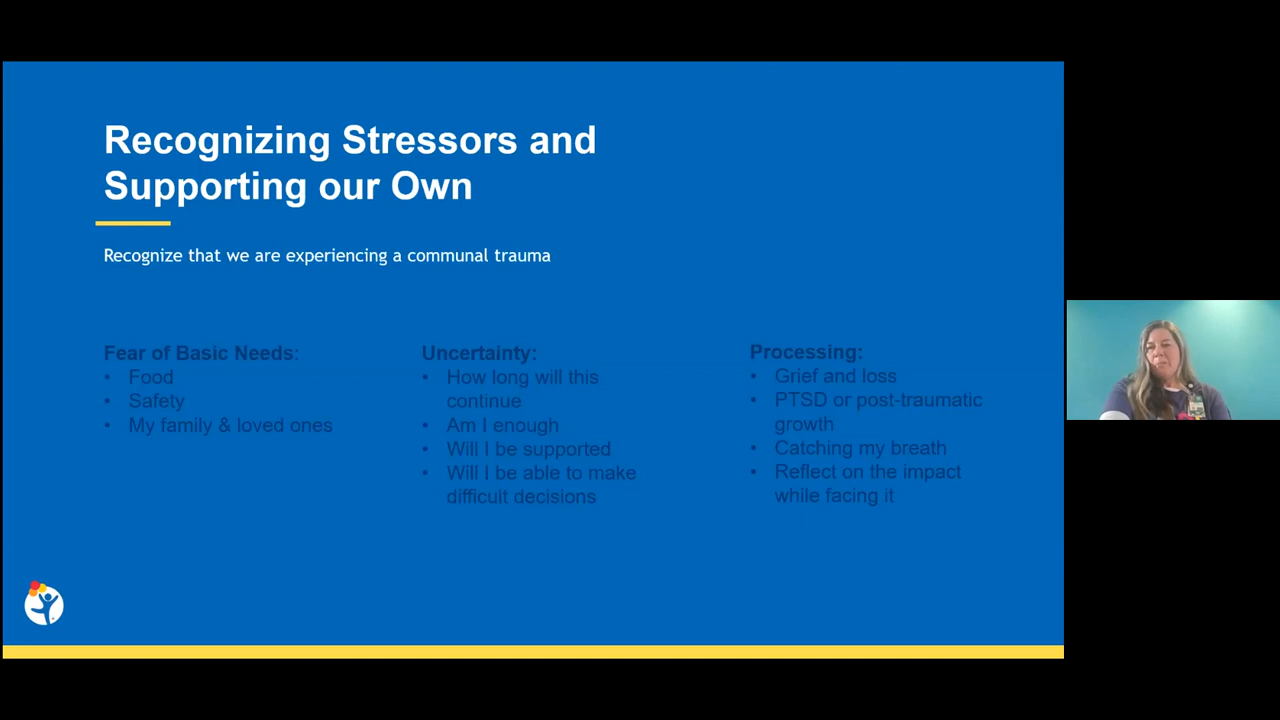 Recognizing Stressors and
Supporting our Own
Recognize that we are experiencing a communal trauma
Fear of Basic Needs:
• Food
• Safety
• My family & loved ones
Uncertainty:
• How long will this
continue
• Am I enough
• Will I be supported
• Will I be able to make
difficult decisions
Processing:
• Grief and loss
• PTSD or post-traumatic
growth
• Catching my breath
• Reflect on the impact
while facing it